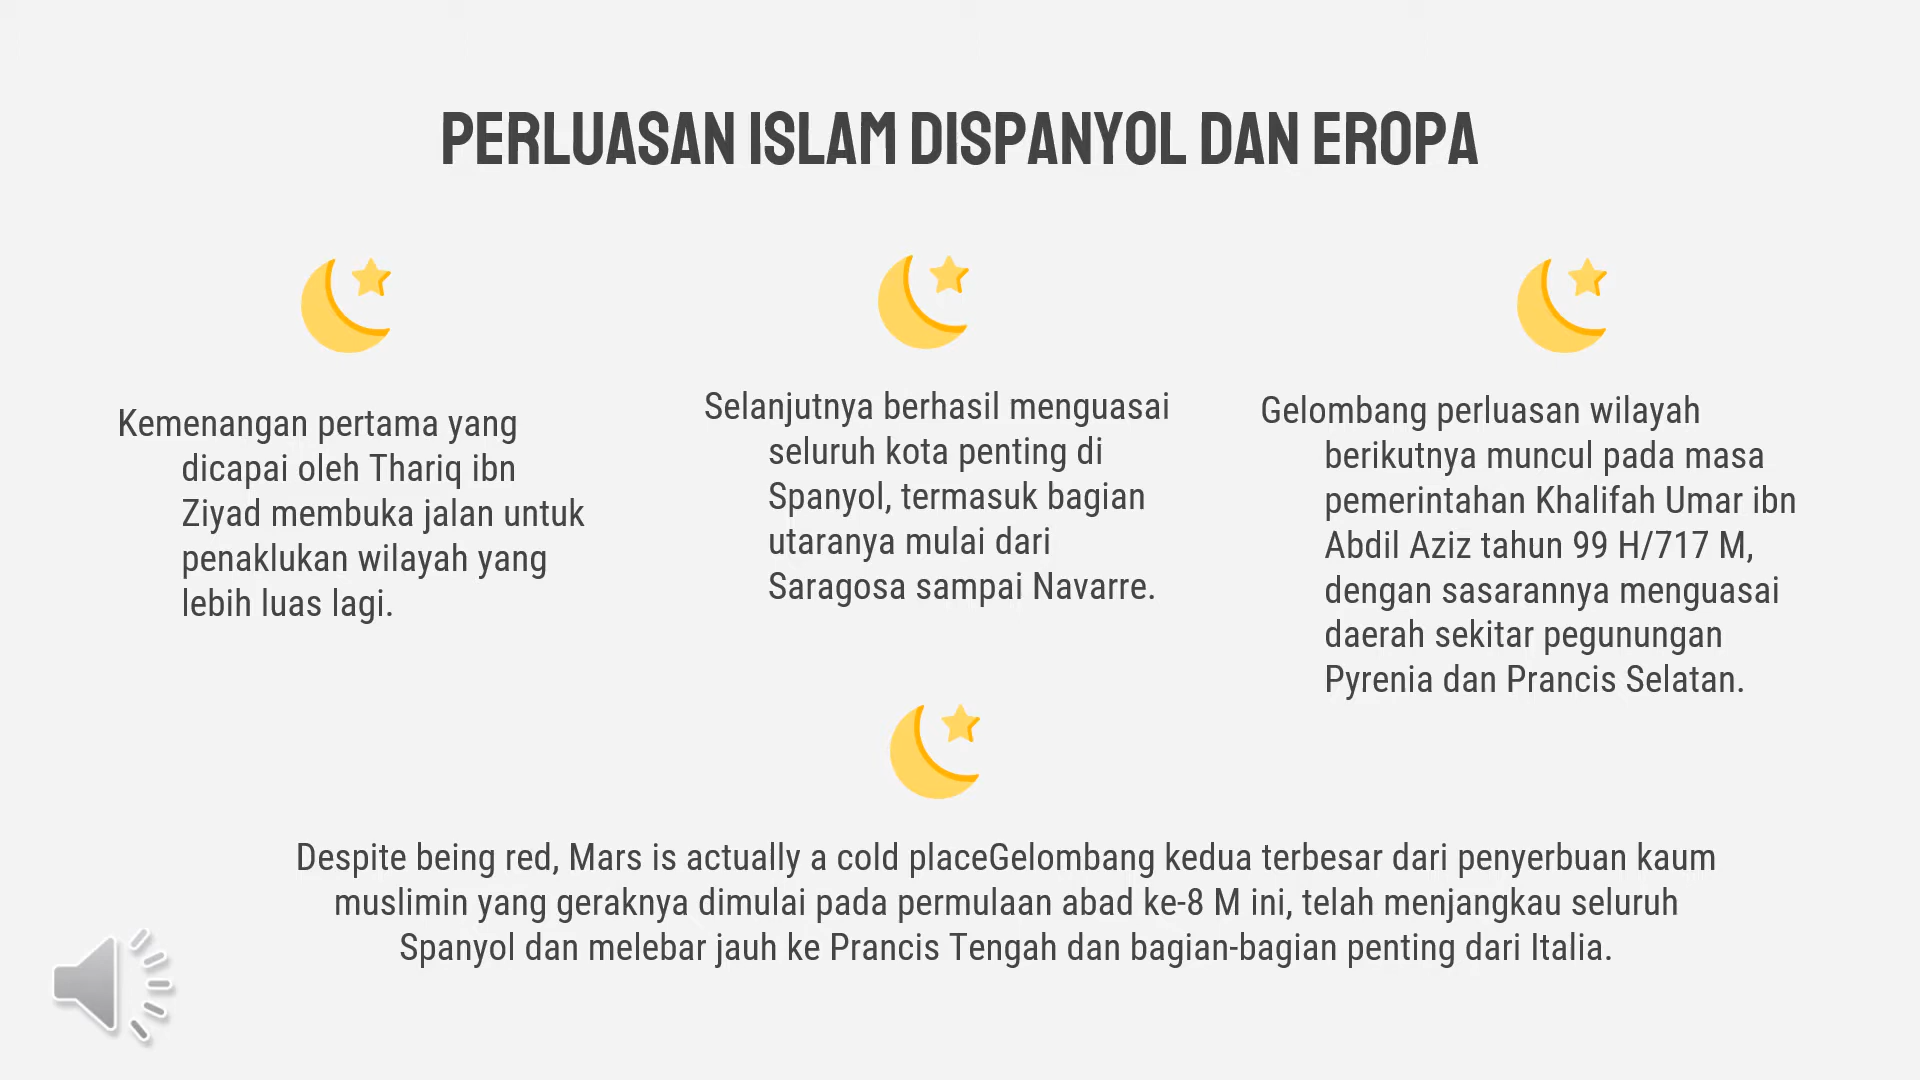 PERLUASAN ISLAM DISPANYOL DAN EROPA
Kemenangan pertama yang
dicapai oleh Thariq ibn
Ziyad membuka jalan untuk
penaklukan wilayah yang
lebih luas lagi.
Selanjutnya berhasil menguasai
seluruh kota penting di
Spanyol, termasuk bagian
utaranya mulai dari
Saragosa sampai Navarre.
Gelombang perluasan wilayah
berikutnya muncul pada masa
pemerintahan Khalifah Umar ibn
Abdil Aziz tahun 99 H/717 M,
dengan sasarannya menguasai
daerah sekitar pegunungan
Pyrenia dan Prancis Selatan.
Despite being red, Mars is actually a cold placeGelombang kedua terbesar dari penyerbuan kaum
muslimin yang geraknya dimulai pada permulaan abad ke-8 M ini, telah menjangkau seluruh
Spanyol dan melebar jauh ke Prancis Tengah dan bagian-bagian penting dari Italia.